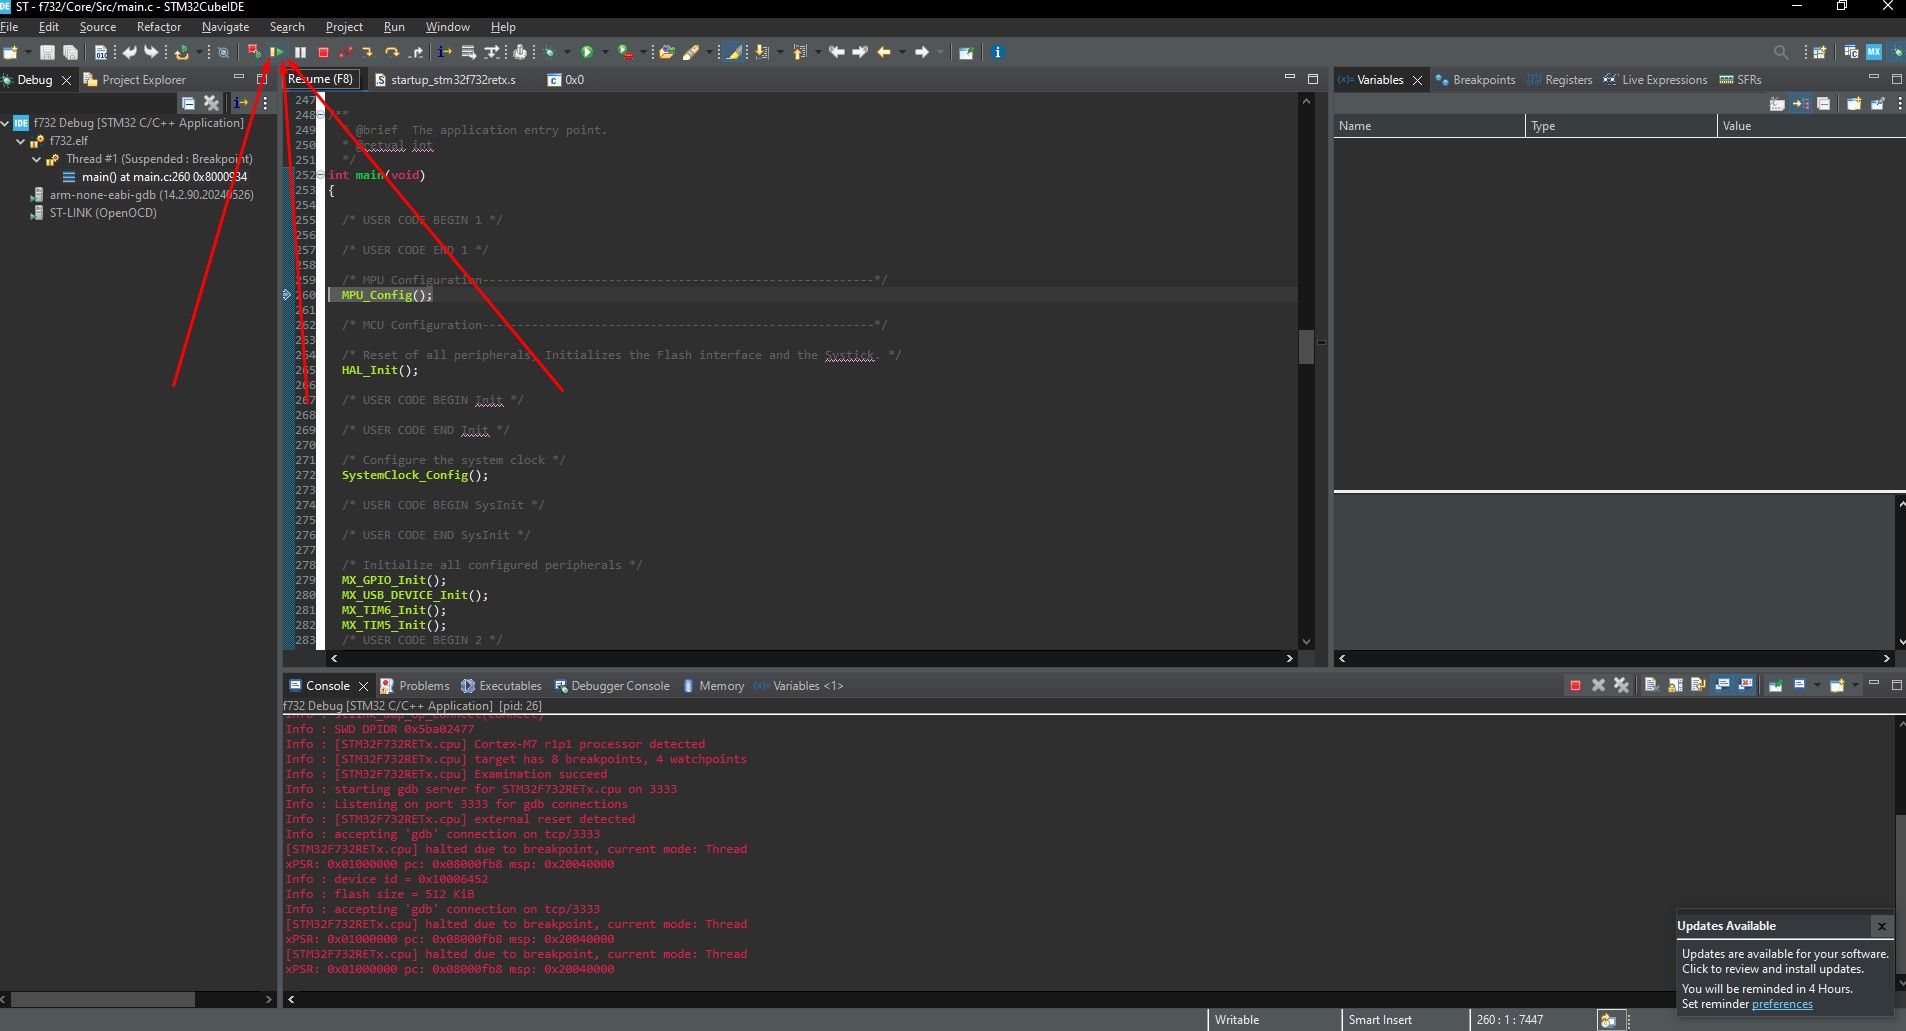 IDE ST - f732/Core/Src/main.c - STM32CubeIDE
File Edit Source Refactor Navigate Search Project Run Window Help
MX
Debug Project Explorer
Resume (F8) startup_stm32f732retx.s 0x0
IDE f732 Debug [STM32 C/C++ Application]
f732.elf
Thread #1 (Suspended : Breakpoint)
main() at main.c:260 0x8000984
arm-none-eabi-gdb (14.2.90.20240526)
ST-LINK (OpenOCD)
247
248 /**
249 * @brief The application entry point.
250 * @retval int
251 */
252 int main(void)
253 {
254
255 /* USER CODE BEGIN 1 */
256
257 /* USER CODE END 1 */
258
259 /* MPU Configuration--------------------------------------------------------*/
260 MPU_Config();
261
262 /* MCU Configuration--------------------------------------------------------*/
263
264 /* Reset of all peripherals, Initializes the Flash interface and the Systick. */
265 HAL_Init();
266
267 /* USER CODE BEGIN Init */
268
269 /* USER CODE END Init */
270
271 /* Configure the system clock */
272 SystemClock_Config();
273
274 /* USER CODE BEGIN SysInit */
275
276 /* USER CODE END SysInit */
277
278 /* Initialize all configured peripherals */
279 MX_GPIO_Init();
280 MX_USB_DEVICE_Init();
281 MX_TIM6_Init();
282 MX_TIM5_Init();
283 /* USER CODE BEGIN 2 */
(x)= Variables Breakpoints Registers Live Expressions SFRs
Name Type Value
Console Problems Executables Debugger Console Memory (x)= Variables <1>
f732 Debug [STM32 C/C++ Application] [pid: 26]
Info : stlink_dap_op_connect(connect)
Info : SWD DPIDR 0x5ba02477
Info : [STM32F732RETx.cpu] Cortex-M7 r1p1 processor detected
Info : [STM32F732RETx.cpu] target has 8 breakpoints, 4 watchpoints
Info : [STM32F732RETx.cpu] Examination succeed
Info : starting gdb server for STM32F732RETx.cpu on 3333
Info : Listening on port 3333 for gdb connections
Info : [STM32F732RETx.cpu] external reset detected
Info : accepting 'gdb' connection on tcp/3333
[STM32F732RETx.cpu] halted due to breakpoint, current mode: Thread
xPSR: 0x01000000 pc: 0x08000fb8 msp: 0x20040000
Info : device id = 0x10006452
Info : flash size = 512 KiB
Info : accepting 'gdb' connection on tcp/3333
[STM32F732RETx.cpu] halted due to breakpoint, current mode: Thread
xPSR: 0x01000000 pc: 0x08000fb8 msp: 0x20040000
[STM32F732RETx.cpu] halted due to breakpoint, current mode: Thread
xPSR: 0x01000000 pc: 0x08000fb8 msp: 0x20040000
Updates Available
Updates are available for your software.
Click to review and install updates.
You will be reminded in 4 Hours.
Set reminder preferences
Writable Smart Insert 260 : 1 : 7447